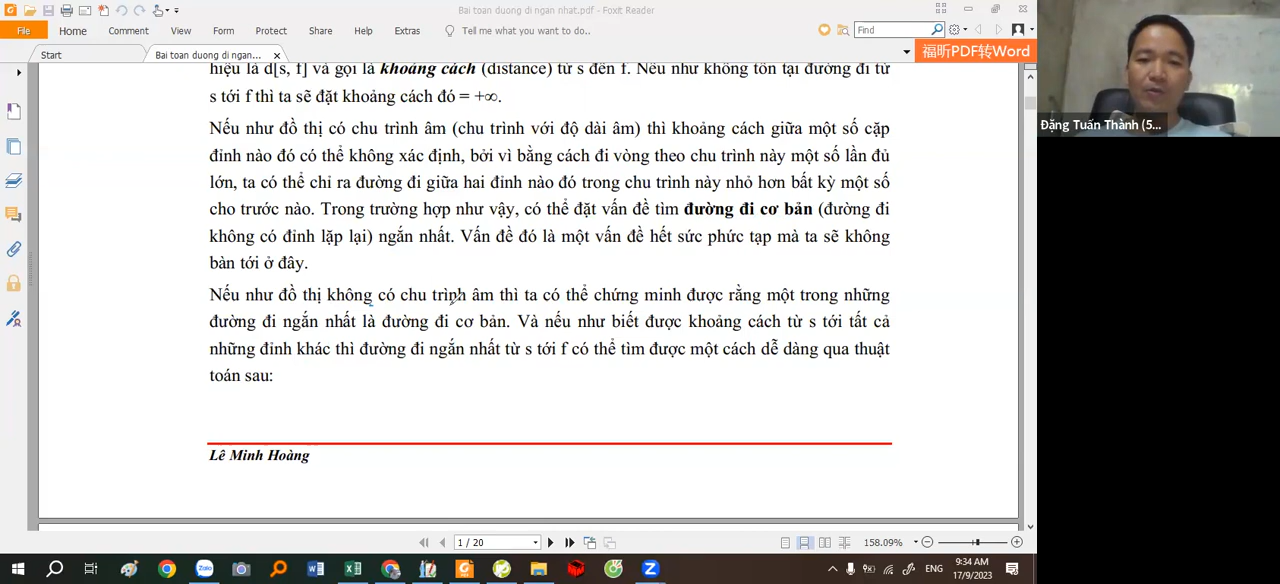 Bai toan duong di ngan nhat.pdf - Foxit Reader
File Home Comment View Form Protect Share Help Extras Tell me what you want to do.. Find
Start Bai toan duong di ngan... 福昕PDF转Word
hiệu là d[s, f] và gọi là khoảng cách (distance) từ s đến f. Nếu như không tồn tại đường đi từ
s tới f thì ta sẽ đặt khoảng cách đó = +∞.
Nếu như đồ thị có chu trình âm (chu trình với độ dài âm) thì khoảng cách giữa một số cặp
đỉnh nào đó có thể không xác định, bởi vì bằng cách đi vòng theo chu trình này một số lần đủ
lớn, ta có thể chỉ ra đường đi giữa hai đỉnh nào đó trong chu trình này nhỏ hơn bất kỳ một số
cho trước nào. Trong trường hợp như vậy, có thể đặt vấn đề tìm đường đi cơ bản (đường đi
không có đỉnh lặp lại) ngắn nhất. Vấn đề đó là một vấn đề hết sức phức tạp mà ta sẽ không
bàn tới ở đây.
Nếu như đồ thị không có chu trình âm thì ta có thể chứng minh được rằng một trong những
đường đi ngắn nhất là đường đi cơ bản. Và nếu như biết được khoảng cách từ s tới tất cả
những đỉnh khác thì đường đi ngắn nhất từ s tới f có thể tìm được một cách dễ dàng qua thuật
toán sau:
Lê Minh Hoàng
Đặng Tuấn Thành (5...
1 / 20 158.09%
ENG 9:34 AM
17/9/2023